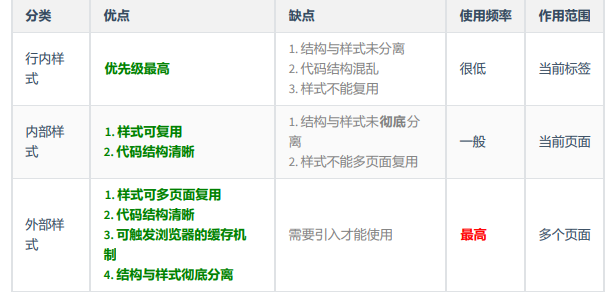 分类 优点 缺点 使用频率 作用范围
行内样
式
优先级最高
1. 结构与样式未分离
2. 代码结构混乱
3. 样式不能复用
很低
当前标签
内部样
式
1. 样式可复用
2. 代码结构清晰
1. 结构与样式未彻底分
离
2. 样式不能多页面复用
一般
当前页面
外部样
式
1. 样式可多页面复用
2. 代码结构清晰
3. 可触发浏览器的缓存机
制
4. 结构与样式彻底分离
需要引入才能使用
最高
多个页面